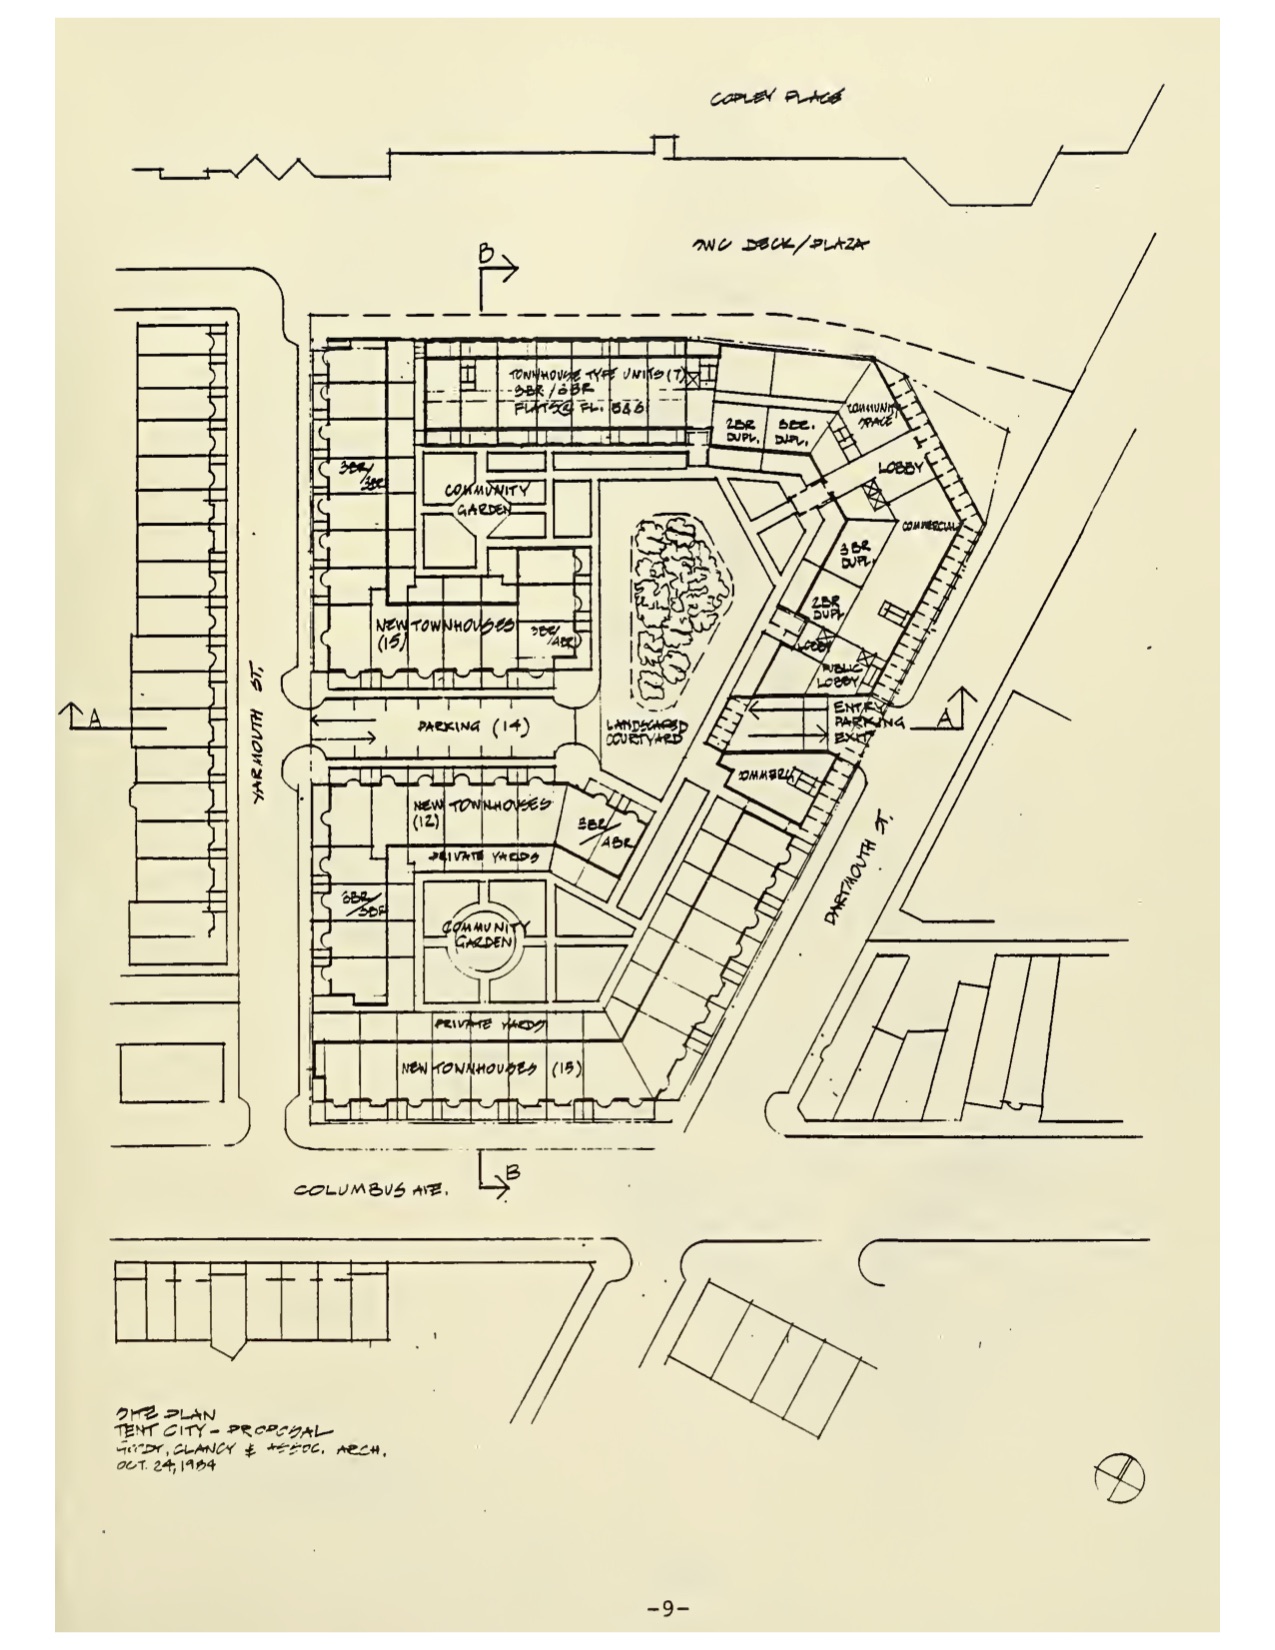 COPLEY PLACE
SWC DECK/PLAZA
B
TOWNHOUSE TYPE UNITS (7)
3BR /
FLATS @ FL. 5&6
2BR
DUPL.
3BR.
DUPL.
COMMUNITY
SPACE
LOBBY
COMMERCIAL
3BR/
3BR
COMMUNITY
GARDEN
3 BR
DUPL.
2BR
DUPL
NEW TOWNHOUSES
(15)
3BR/
4BR
LOBBY
PUBLIC
LOBBY
YARMOUTH ST.
A
PARKING (14)
LANDSCAPED
COURTYARD
ENTRY
PARKING
EXIT
A
COMMERC.
NEW TOWNHOUSES
(12)
3BR/
4BR
PRIVATE YARDS
DARTMOUTH ST.
3BR/
3BR
COMMUNITY
GARDEN
PRIVATE YARDS
NEW TOWNHOUSES (15)
B
COLUMBUS AVE.
SITE PLAN
TENT CITY - PROPOSAL
GOODY, CLANCY & ASSOC. ARCH.
OCT. 24, 1984
-9-